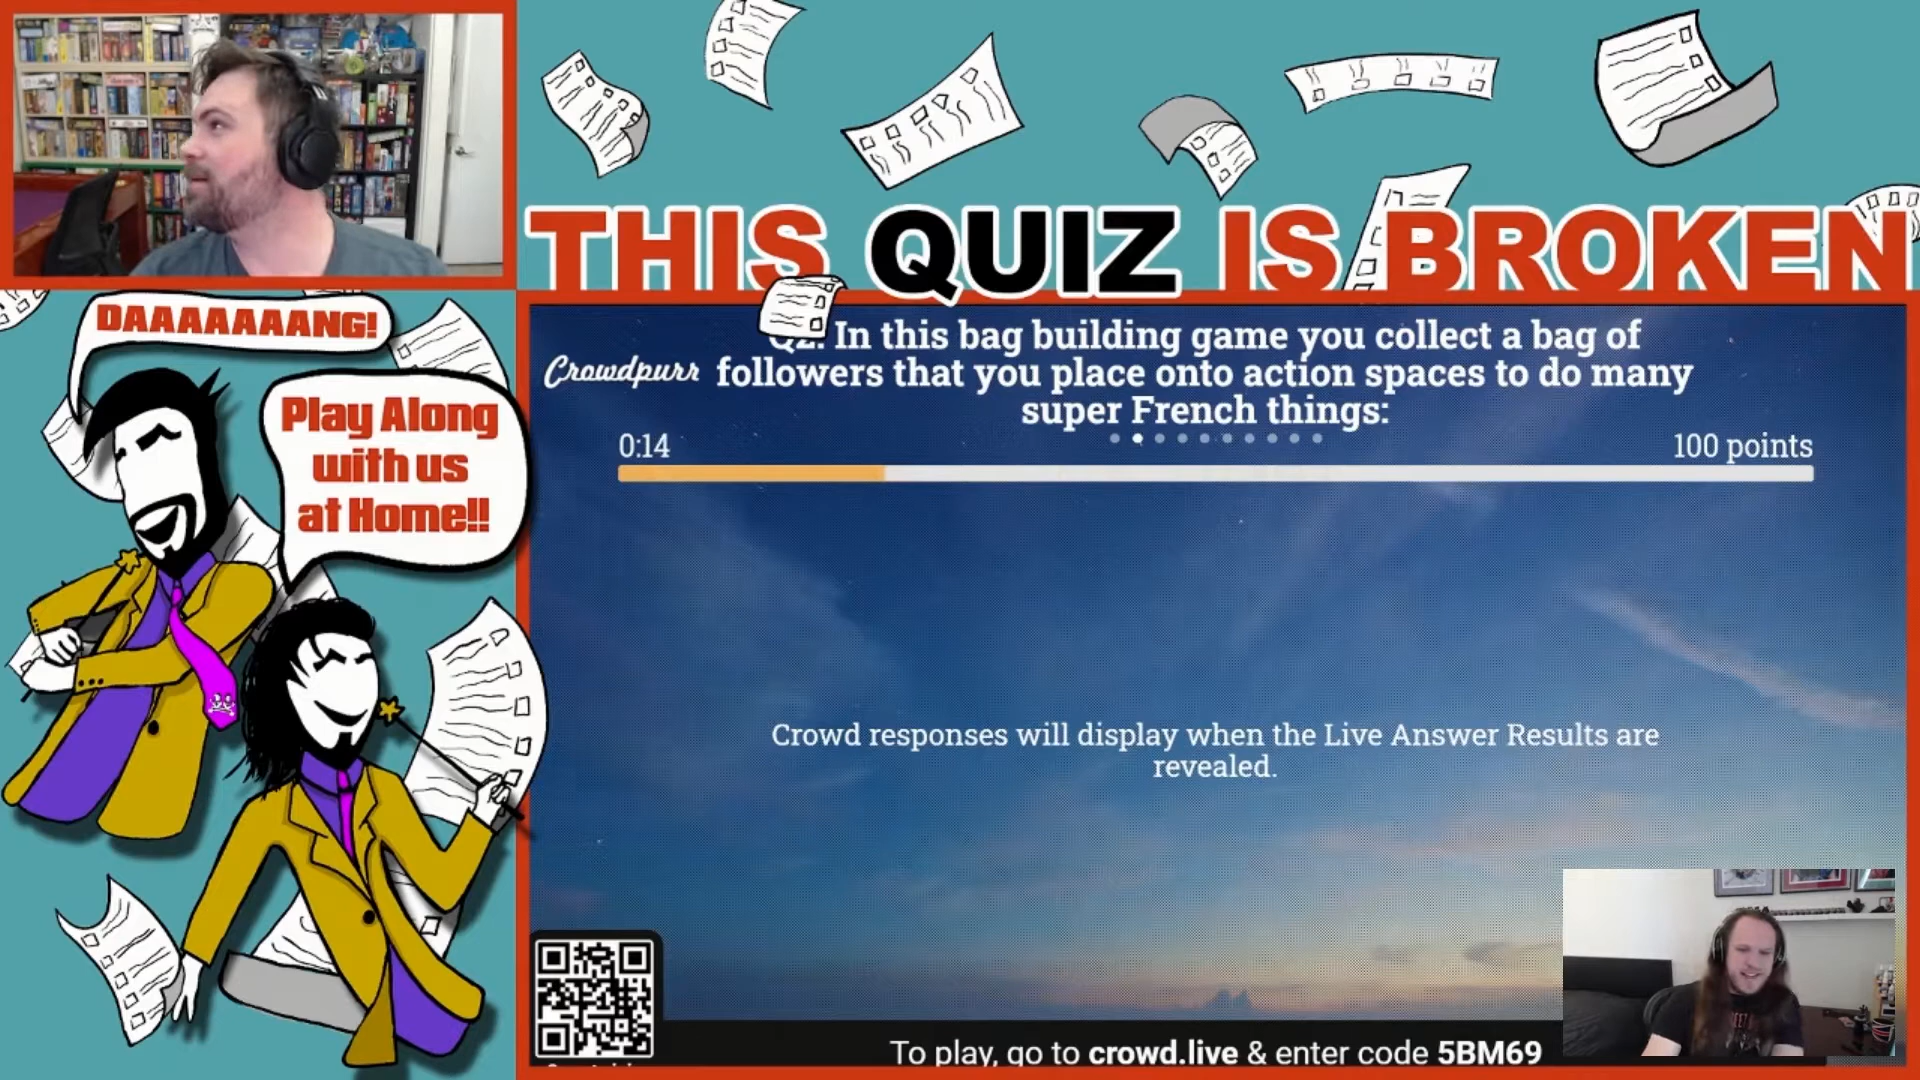 THIS QUIZ IS BROKEN
DAAAAAAAANG!
Play Along
with us
at Home!!
Crowdpurr
Q2: In this bag building game you collect a bag of
followers that you place onto action spaces to do many
super French things:
0:14
100 points
Crowd responses will display when the Live Answer Results are
revealed.
To play, go to crowd.live & enter code 5BM69